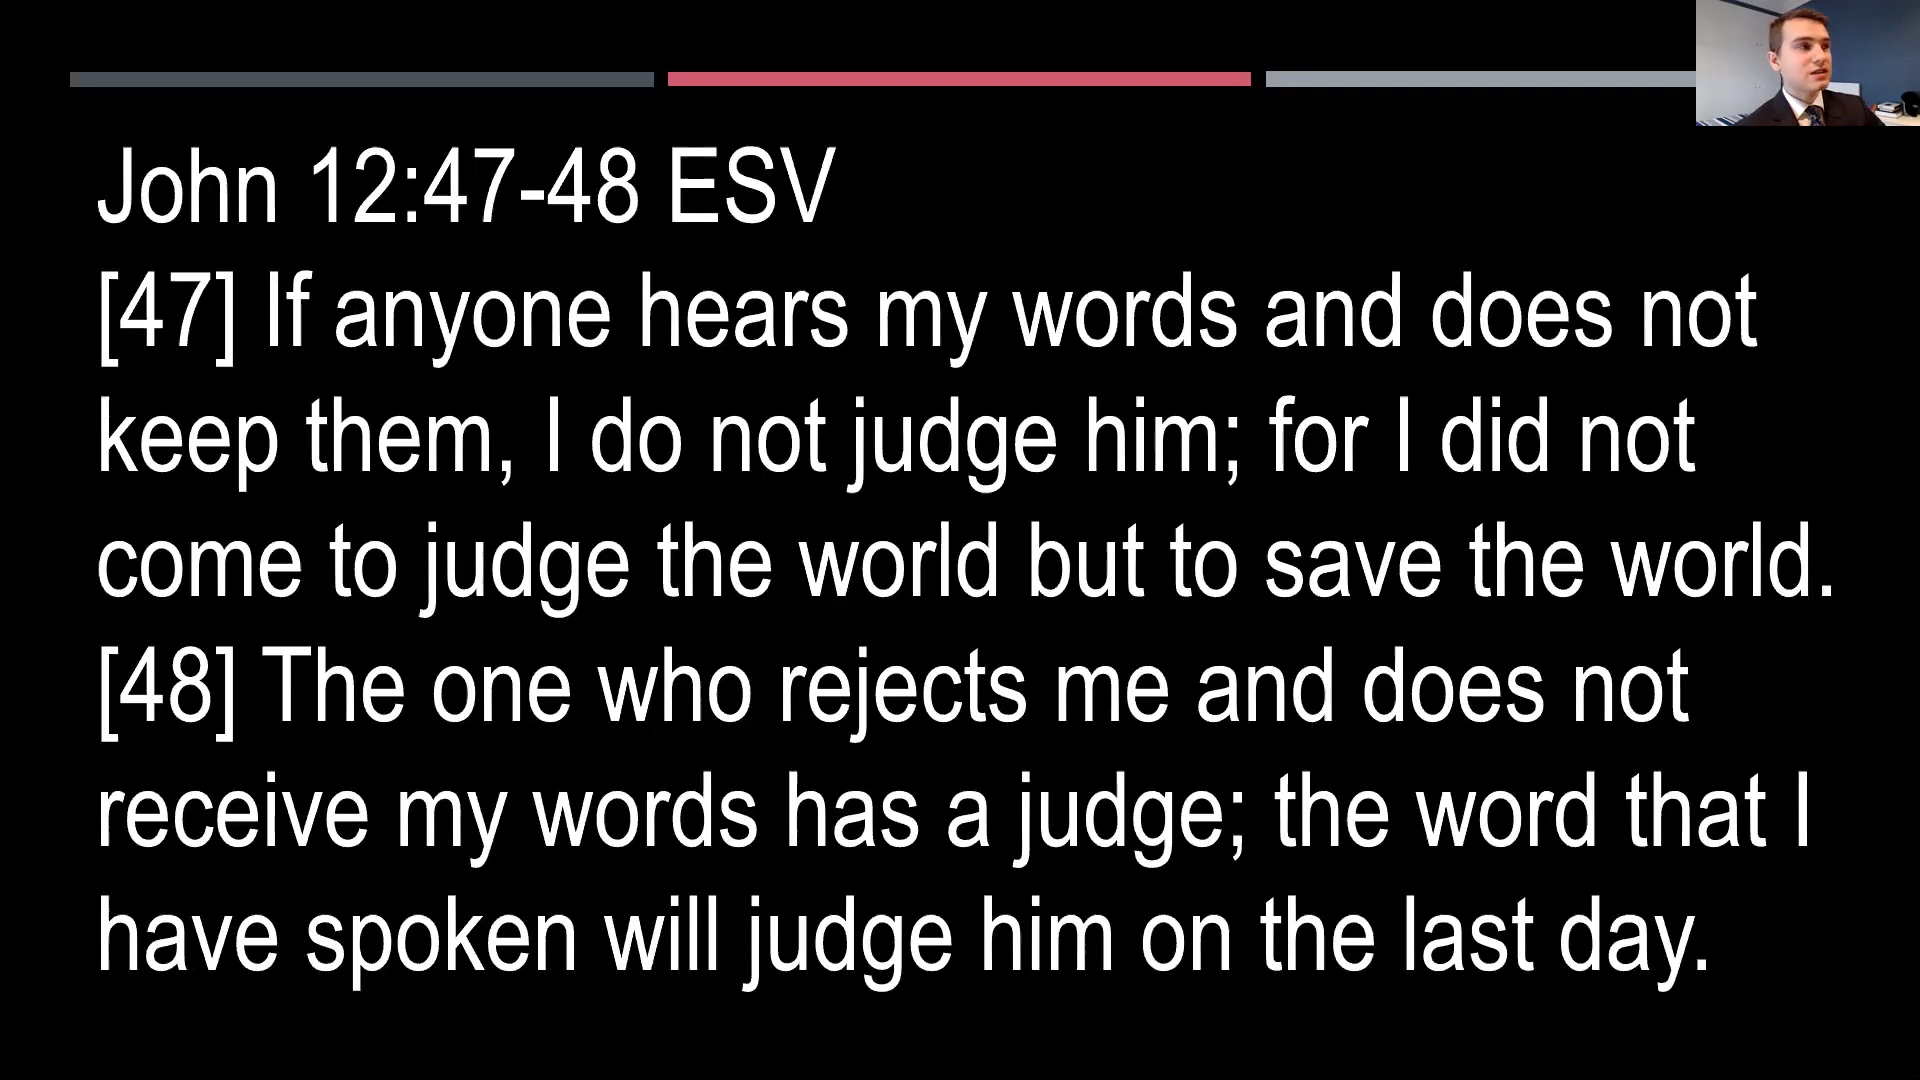 John 12:47-48 ESV
[47] If anyone hears my words and does not
keep them, I do not judge him; for I did not
come to judge the world but to save the world.
[48] The one who rejects me and does not
receive my words has a judge; the word that I
have spoken will judge him on the last day.